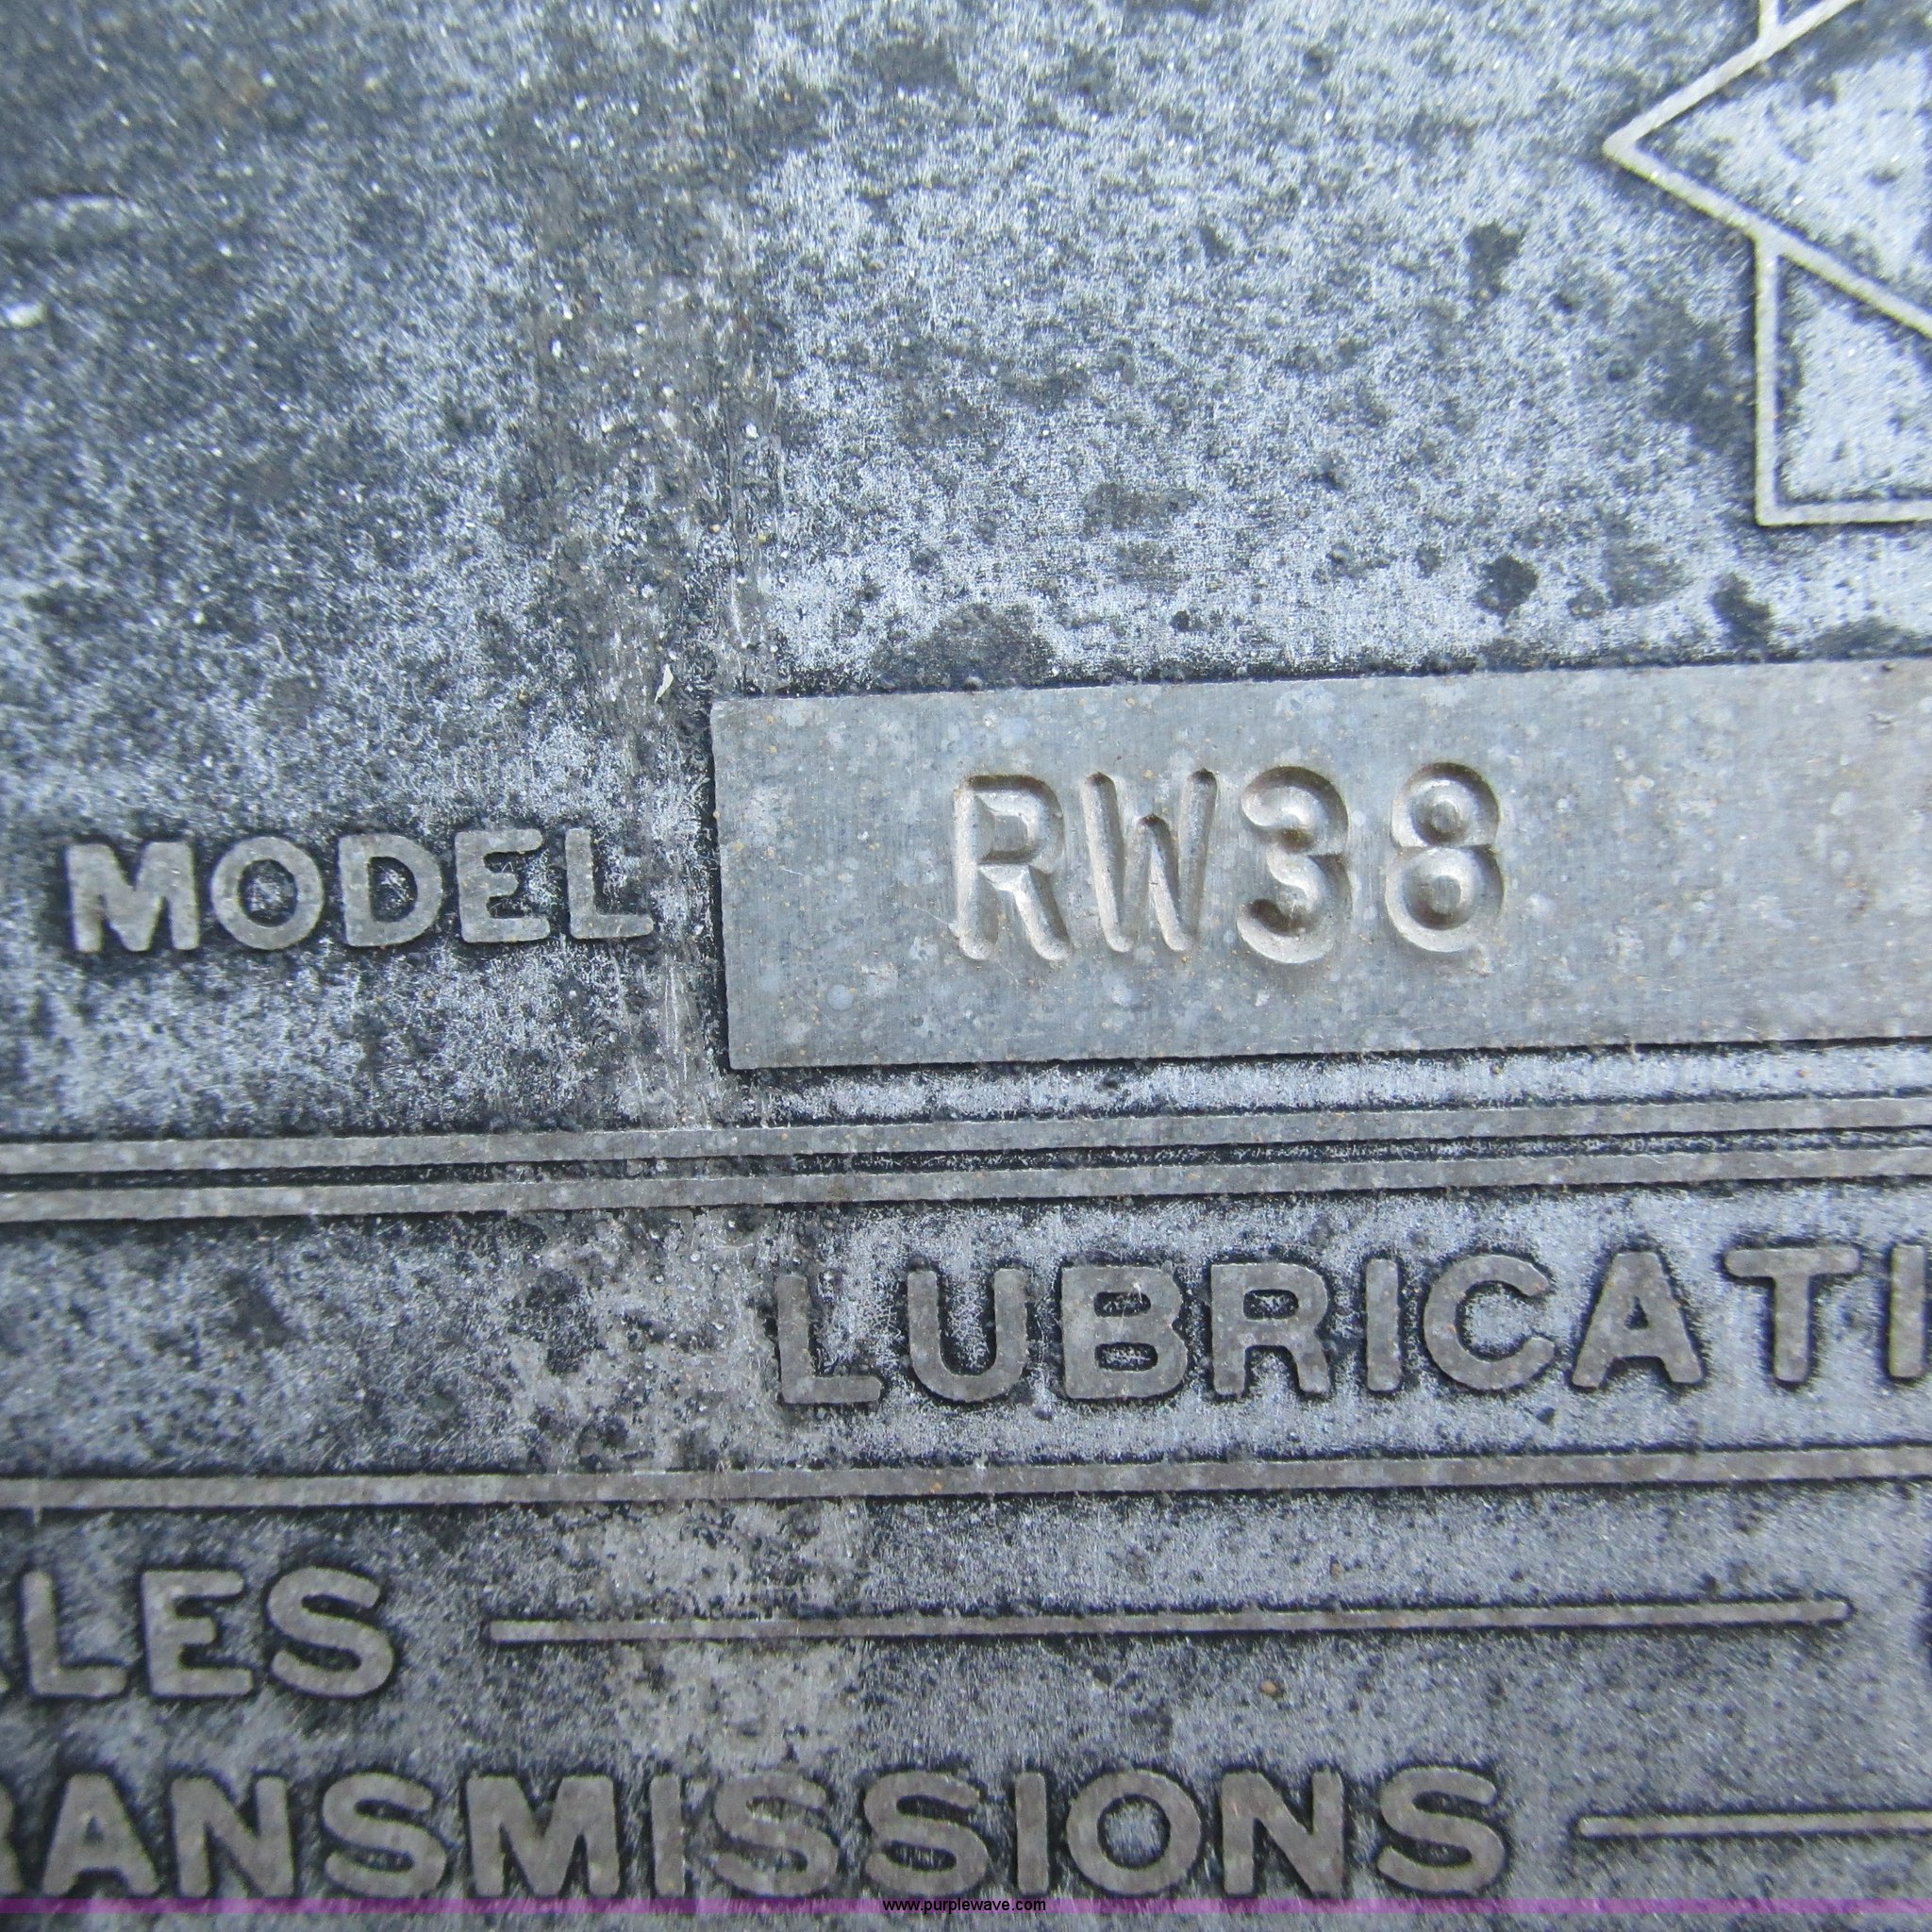 MODEL RW38
LUBRICATI
LES
RANSMISSIONS
www.purplewave.com